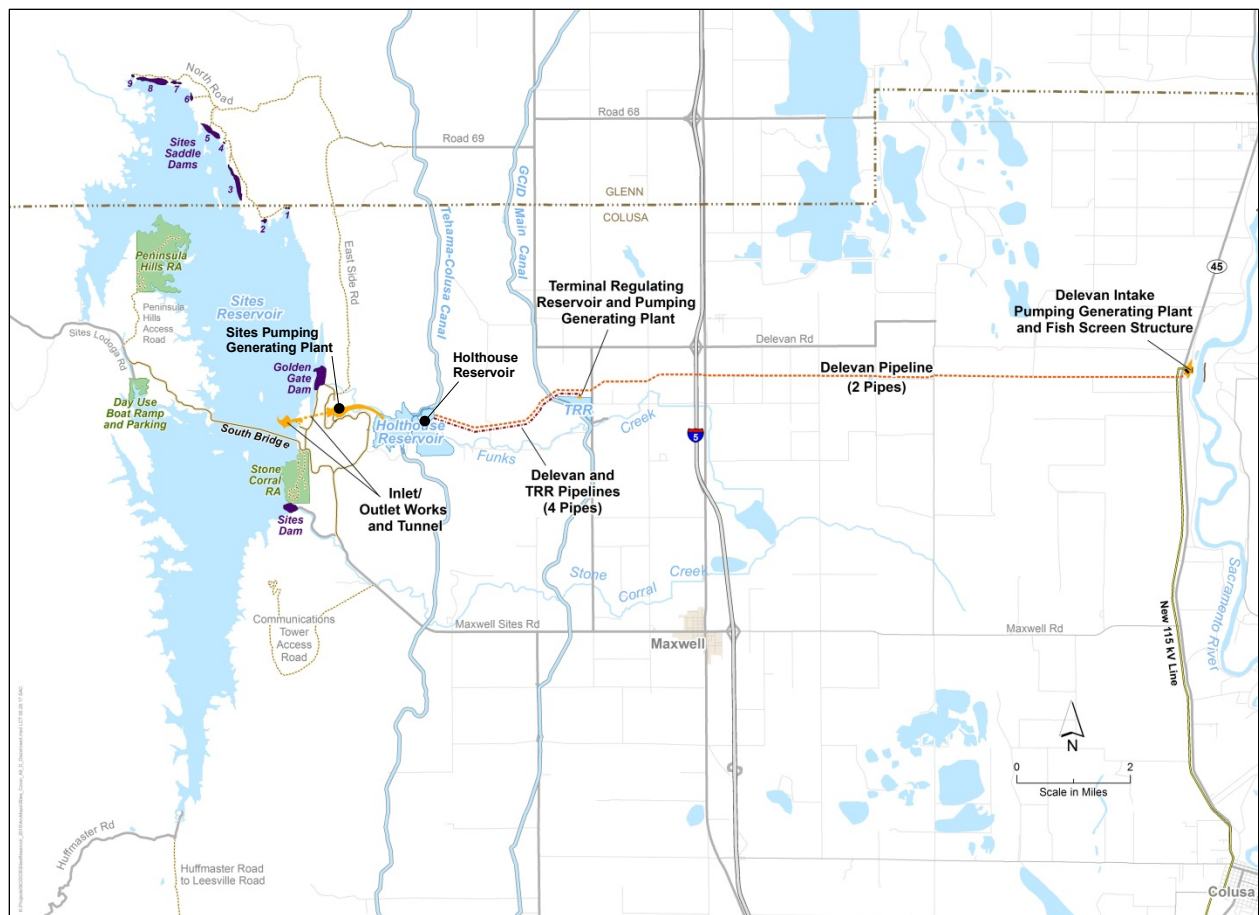 North Road
9
8
7
6
5
4
3
2
1
Sites
Saddle
Dams
Road 68
Road 69
GLENN
COLUSA
Tehama-Colusa Canal
GCID Main Canal
East Side Rd
45
Peninsula
Hills RA
Peninsula
Hills
Access
Road
Sites
Reservoir
Sites Lodoga Rd
Sites Pumping
Generating Plant
Golden
Gate
Dam
Holthouse
Reservoir
Terminal Regulating
Reservoir and Pumping
Generating Plant
Delevan Rd
Delevan Intake
Pumping Generating Plant
and Fish Screen Structure
Delevan Pipeline
(2 Pipes)
Day Use
Boat Ramp
and Parking
South Bridge
Holthouse
Reservoir
TRR
Funks
Creek
5
Stone
Corral
RA
Sites
Dam
Inlet/
Outlet Works
and Tunnel
Delevan and
TRR Pipelines
(4 Pipes)
Stone
Corral
Creek
Communications
Tower
Access
Road
Maxwell Sites Rd
Maxwell
Maxwell Rd
Sacramento River
New 115 kV Line
N
0
2
Scale in Miles
Huffmaster Rd
Huffmaster Road
to Leesville Road
Colusa